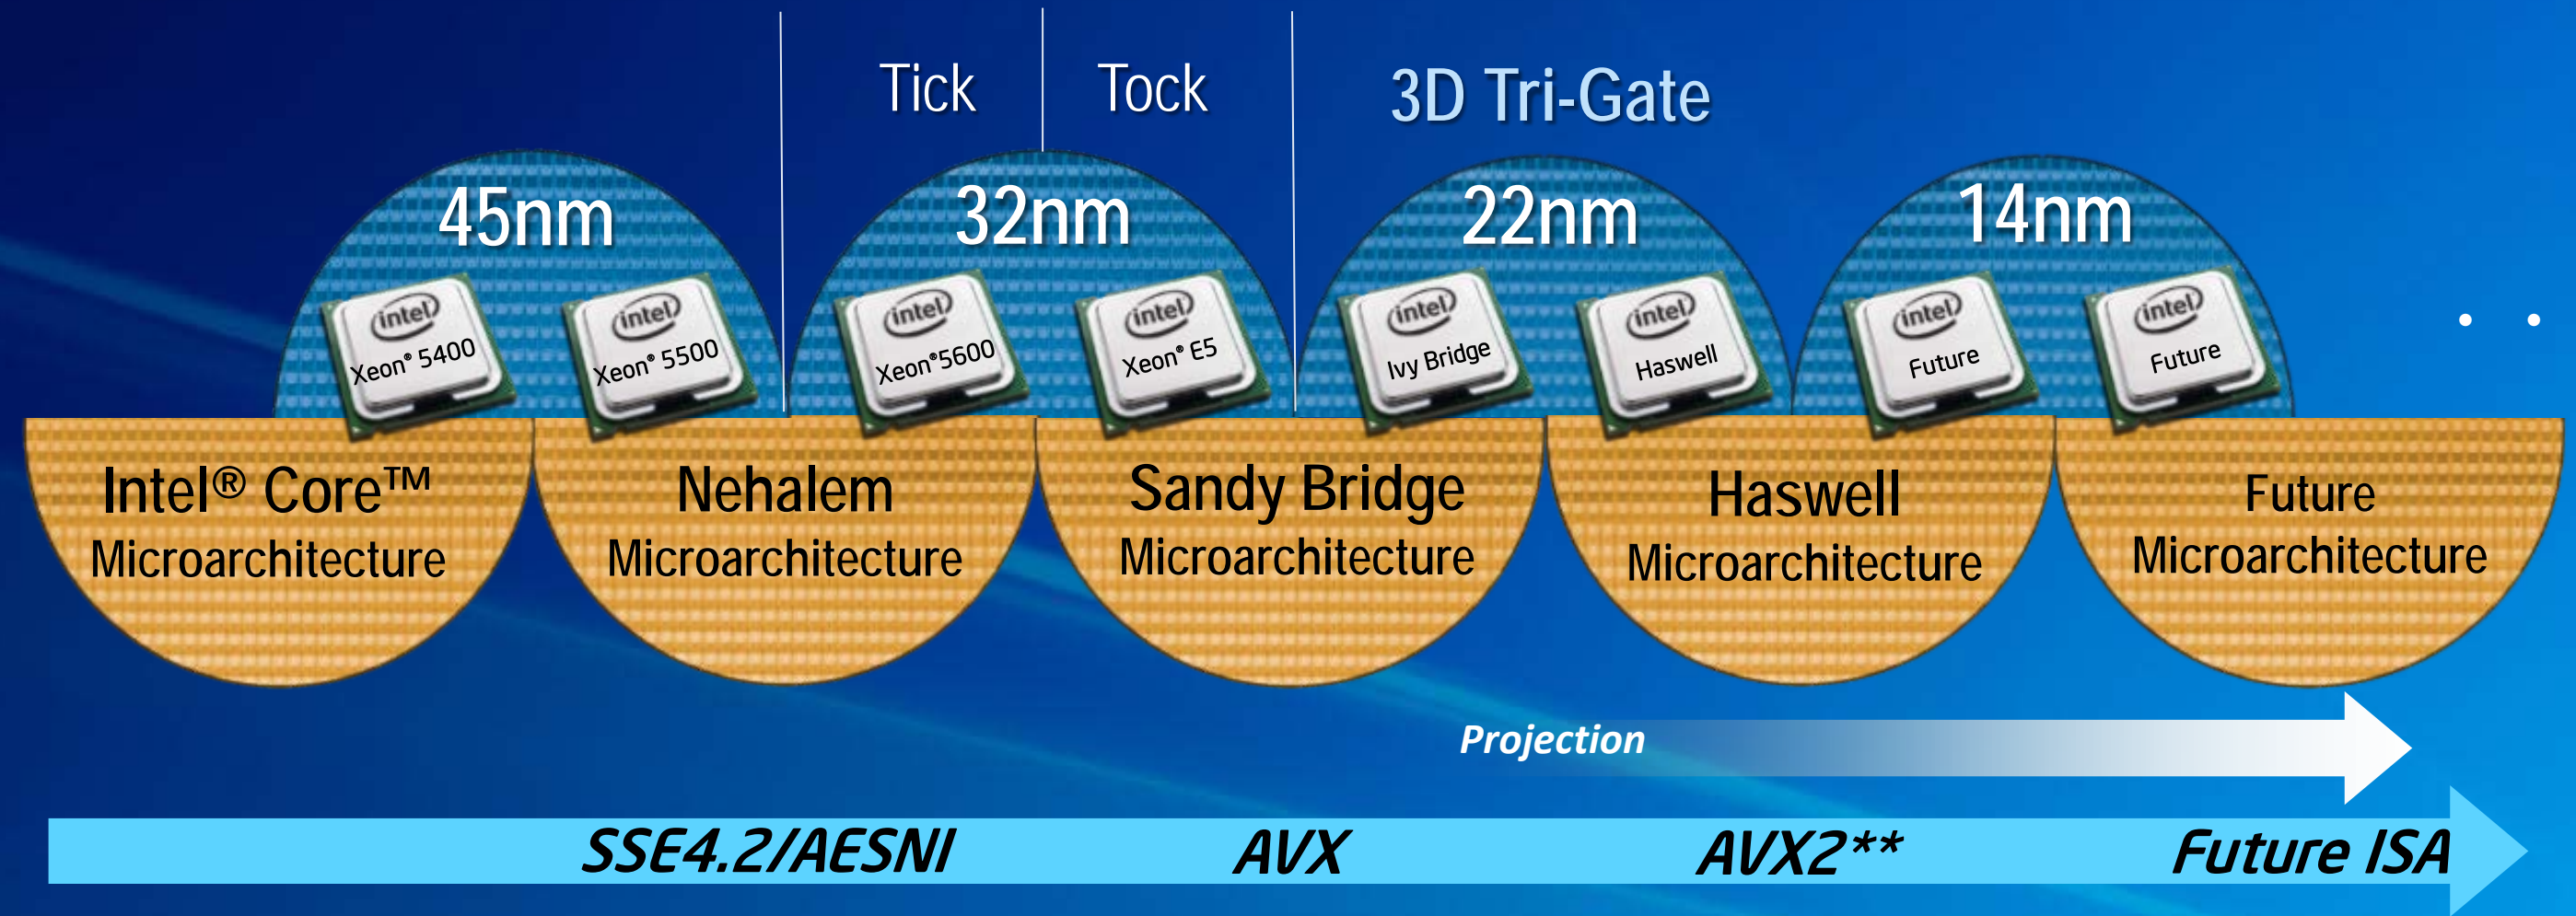 Tick
Tock
3D Tri-Gate
45nm
32nm
22nm
14nm
intel
Xeon® 5400
intel
Xeon® 5500
intel
Xeon®5600
intel
Xeon® E5
intel
Ivy Bridge
intel
Haswell
intel
Future
intel
Future
. .
Intel® Core™
Microarchitecture
Nehalem
Microarchitecture
Sandy Bridge
Microarchitecture
Haswell
Microarchitecture
Future
Microarchitecture
Projection
SSE4.2/AESNI
AVX
AVX2**
Future ISA